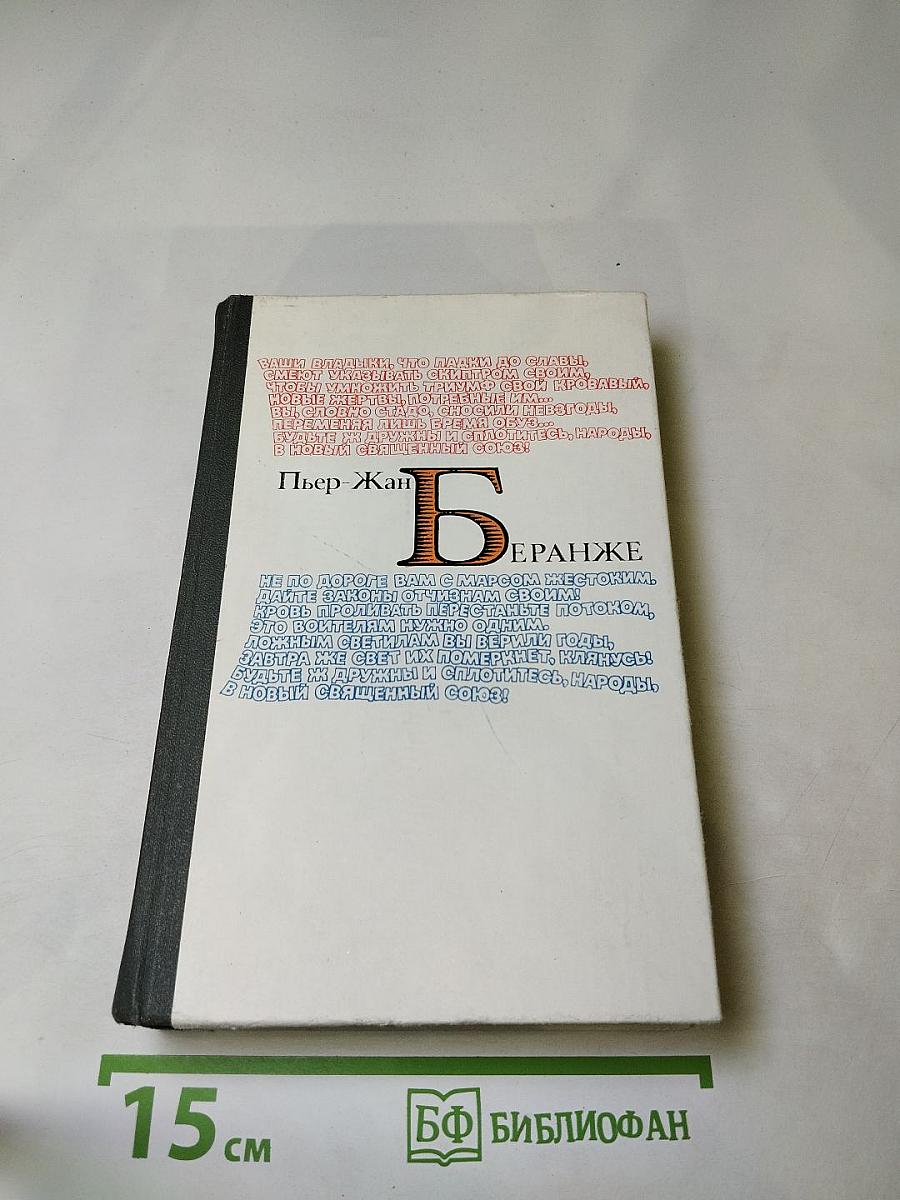 ВАШИ ВЛАДЫКИ, ЧТО ПАДКИ ДО СЛАВЫ,
СМЕЮТ УКАЗЫВАТЬ СКИПТРОМ СВОИМ,
ЧТОБЫ УМНОЖИТЬ ТРИУМФ СВОЙ КРОВАВЫЙ,
НОВЫЕ ЖЕРТВЫ, ПОТРЕБНЫЕ ИМ...
ВЫ, СЛОВНО СТАДО, СНОСИЛИ НЕВЗГОДЫ,
ПЕРЕМЕНЯЯ ЛИШЬ БРЕМЯ ОБУЗ...
БУДЬТЕ Ж ДРУЖНЫ И СПЛОТИТЕСЬ, НАРОДЫ,
В НОВЫЙ СВЯЩЕННЫЙ СОЮЗ!
Пьер-Жан
БЕРАНЖЕ
НЕ ПО ДОРОГЕ ВАМ С МАРСОМ ЖЕСТОКИМ.
ДАЙТЕ ЗАКОНЫ ОТЧИЗНАМ СВОИМ!
КРОВЬ ПРОЛИВАТЬ ПЕРЕСТАНЬТЕ ПОТОКОМ,
ЭТО ВОИТЕЛЯМ НУЖНО ОДНИМ.
ЛОЖНЫМ СВЕТИЛАМ ВЫ ВЕРИЛИ ГОДЫ,
ЗАВТРА ЖЕ СВЕТ ИХ ПОМЕРКНЕТ, КЛЯНУСЬ!
БУДЬТЕ Ж ДРУЖНЫ И СПЛОТИТЕСЬ, НАРОДЫ,
В НОВЫЙ СВЯЩЕННЫЙ СОЮЗ!
15 см
БФ БИБЛИОФАН